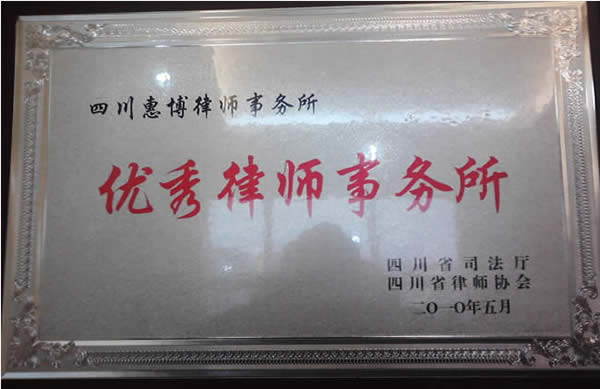 四川惠博律师事务所
优秀律师事务所
四川省司法厅
四川省律师协会
二〇一〇年五月